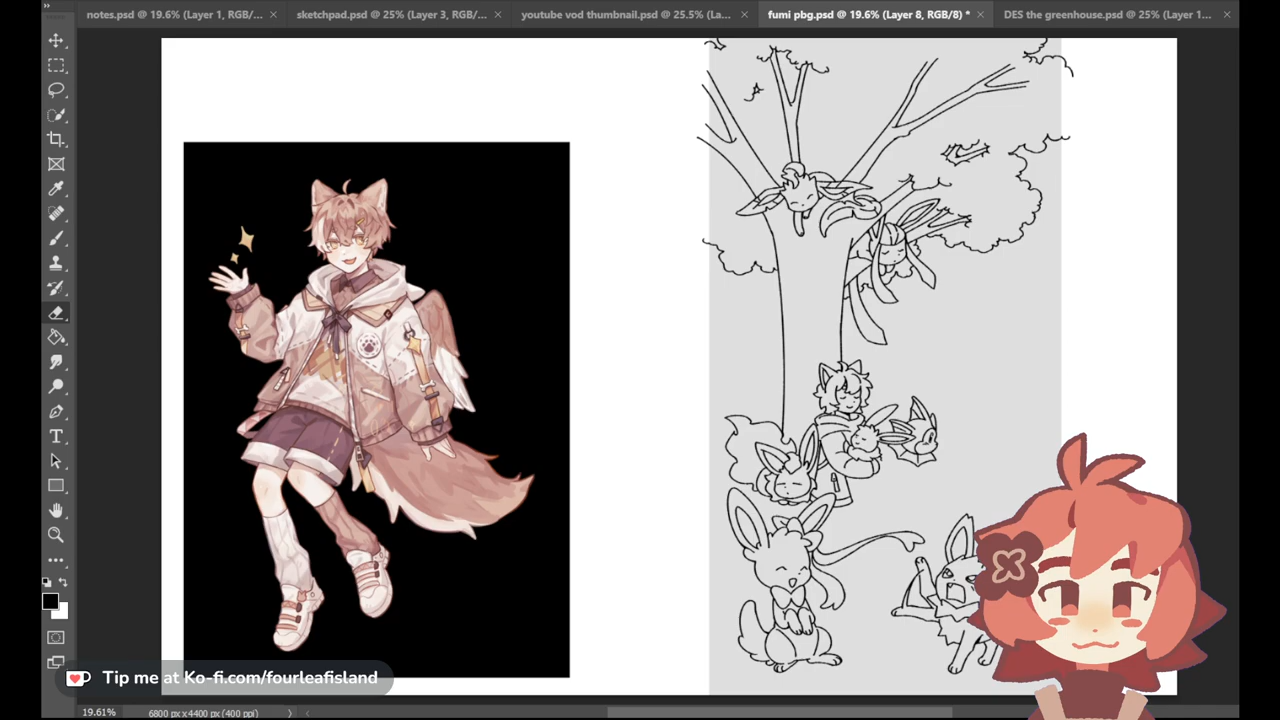 notes.psd @ 19.6% (Layer 1, RGB/...
sketchpad.psd @ 25% (Layer 3, RGB/...
youtube vod thumbnail.psd @ 25.5% (La...
fumi pbg.psd @ 19.6% (Layer 8, RGB/8) *
DES the greenhouse.psd @ 25% (Layer 1...
Tip me at Ko-fi.com/fourleafisland
19.61%
6800 px x 4400 px (400 ppi)